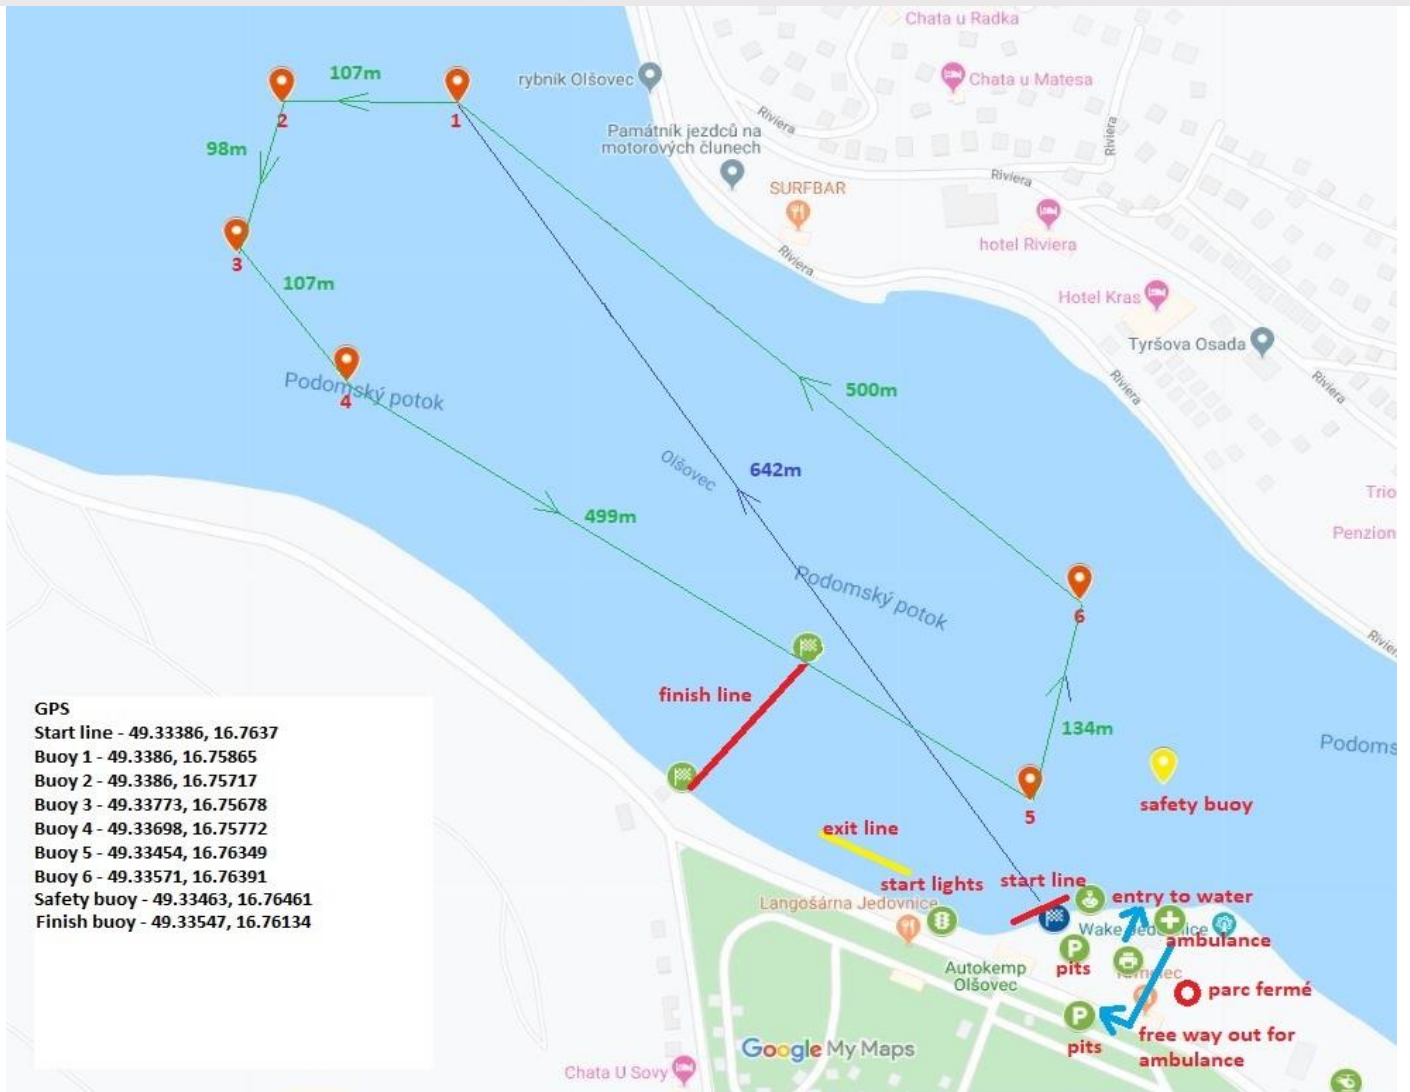 Chata u Radka
107m
rybník Olšovec
Chata u Matesa
2
1
Riviera
Riviera
98m
Památník jezdců na
motorových člunech
SURFBAR
Riviera
hotel Riviera
3
107m
Riviera
Hotel Kras
Tyršova Osada
Riviera
Riviera
Podomský potok
4
500m
Olšovec
642m
Trio
499m
Penzion
Podomský potok
6
finish line
134m
Podoms
safety buoy
5
GPS
Start line - 49.33386, 16.7637
Buoy 1 - 49.3386, 16.75865
Buoy 2 - 49.3386, 16.75717
Buoy 3 - 49.33773, 16.75678
Buoy 4 - 49.33698, 16.75772
Buoy 5 - 49.33454, 16.76349
Buoy 6 - 49.33571, 16.76391
Safety buoy - 49.33463, 16.76461
Finish buoy - 49.33547, 16.76134
exit line
start lights
start line
entry to water
Langošárna Jedovnice
Wake
ambulance
P
pits
Autokemp
Olšovec
parc fermé
P
pits
free way out for
ambulance
Google My Maps
Chata U Sovy